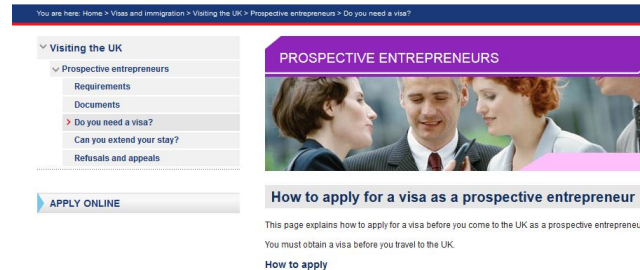 You are here: Home > Visas and immigration > Visiting the UK > Prospective entrepreneurs > Do you need a visa?
Visiting the UK
Prospective entrepreneurs
Requirements
Documents
> Do you need a visa?
Can you extend your stay?
Refusals and appeals
APPLY ONLINE
PROSPECTIVE ENTREPRENEURS
How to apply for a visa as a prospective entrepreneur
This page explains how to apply for a visa before you come to the UK as a prospective entrepreneu
You must obtain a visa before you travel to the UK.
How to apply